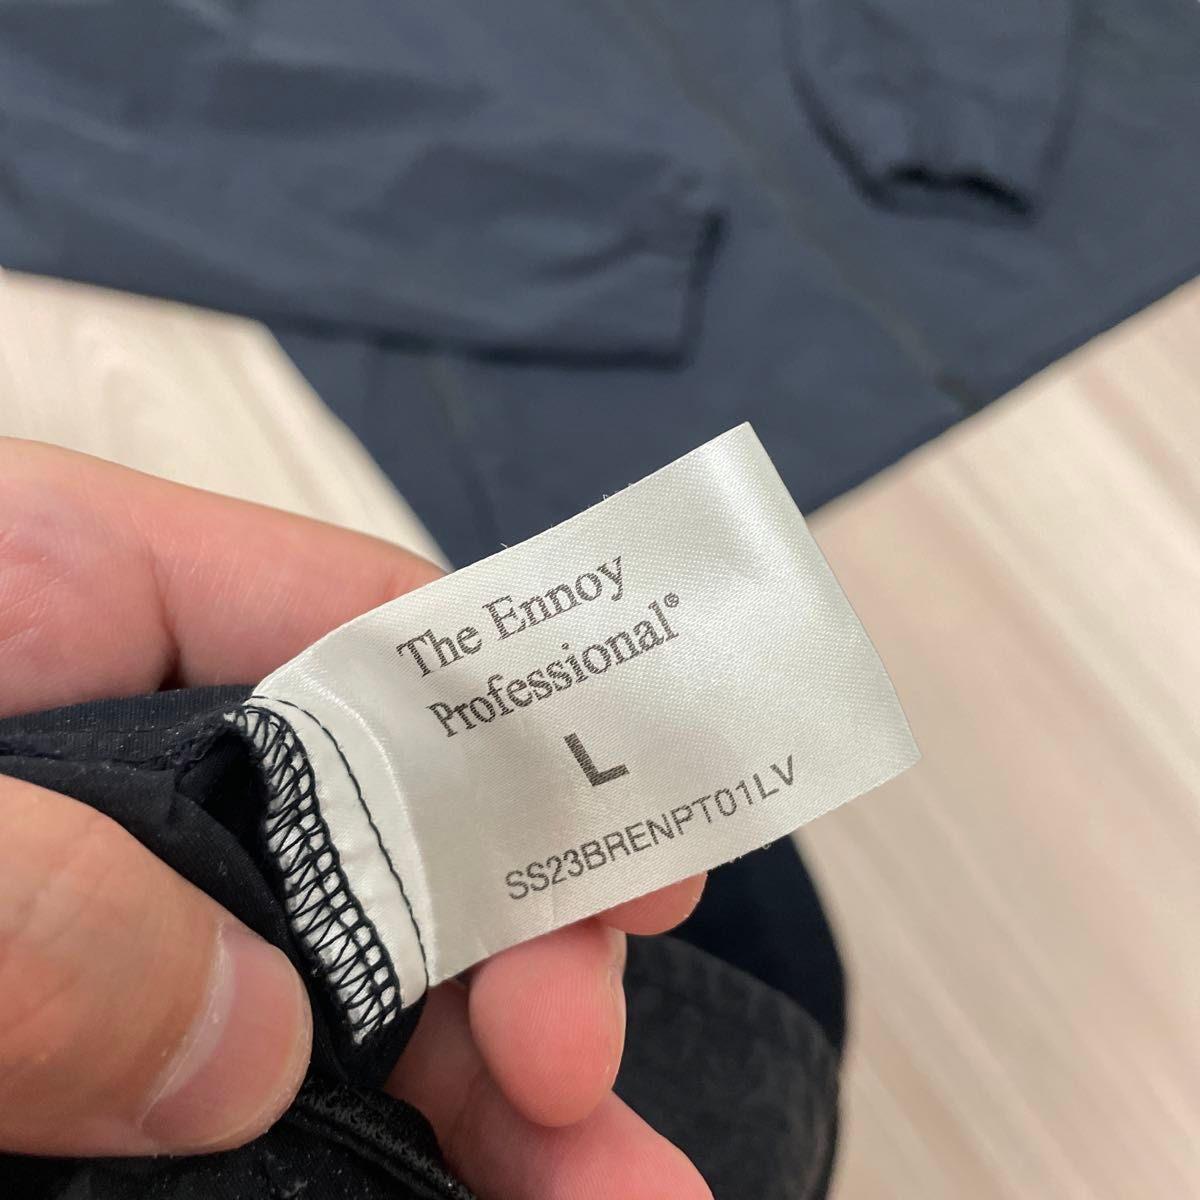 The Ennoy
Professional®
L
SS23BRENPT01LV